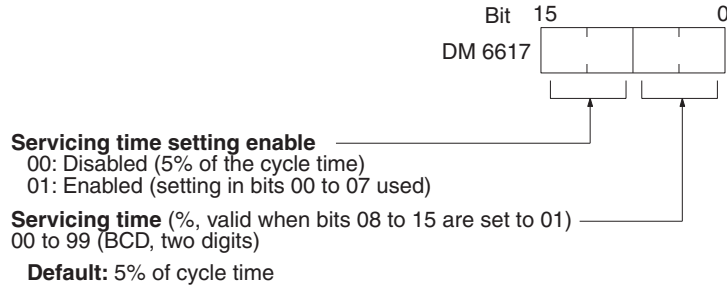 Bit 15 0
DM 6617
Servicing time setting enable
00: Disabled (5% of the cycle time)
01: Enabled (setting in bits 00 to 07 used)
Servicing time (%, valid when bits 08 to 15 are set to 01)
00 to 99 (BCD, two digits)
Default: 5% of cycle time